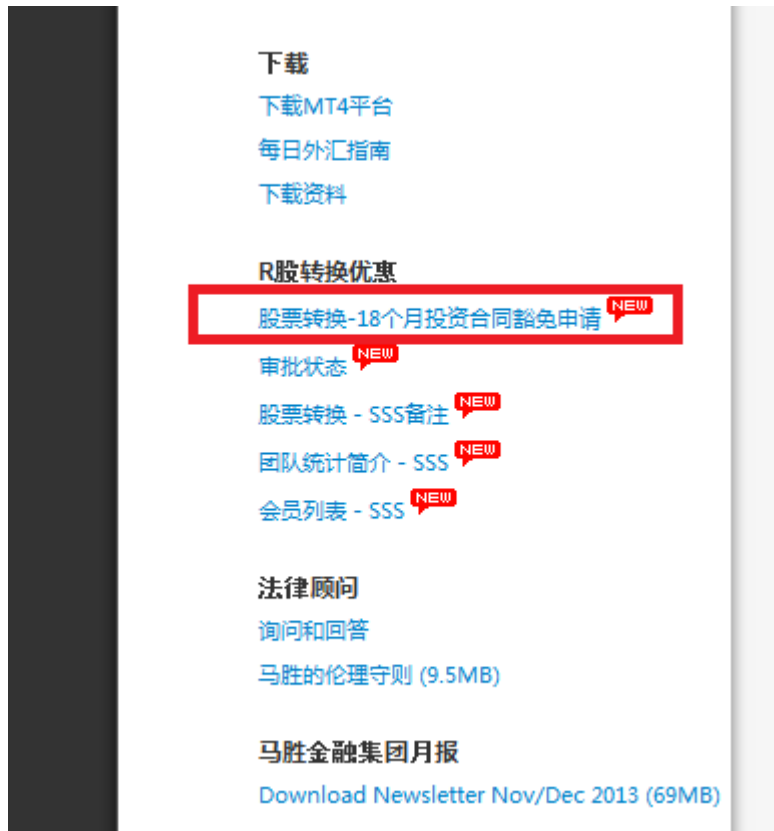 下载
下载MT4平台
每日外汇指南
下载资料
R股转换优惠
股票转换-18个月投资合同豁免申请 NEW
审批状态 NEW
股票转换 - SSS备注 NEW
团队统计简介 - SSS NEW
会员列表 - SSS NEW
法律顾问
询问和回答
马胜的伦理守则 (9.5MB)
马胜金融集团月报
Download Newsletter Nov/Dec 2013 (69MB)